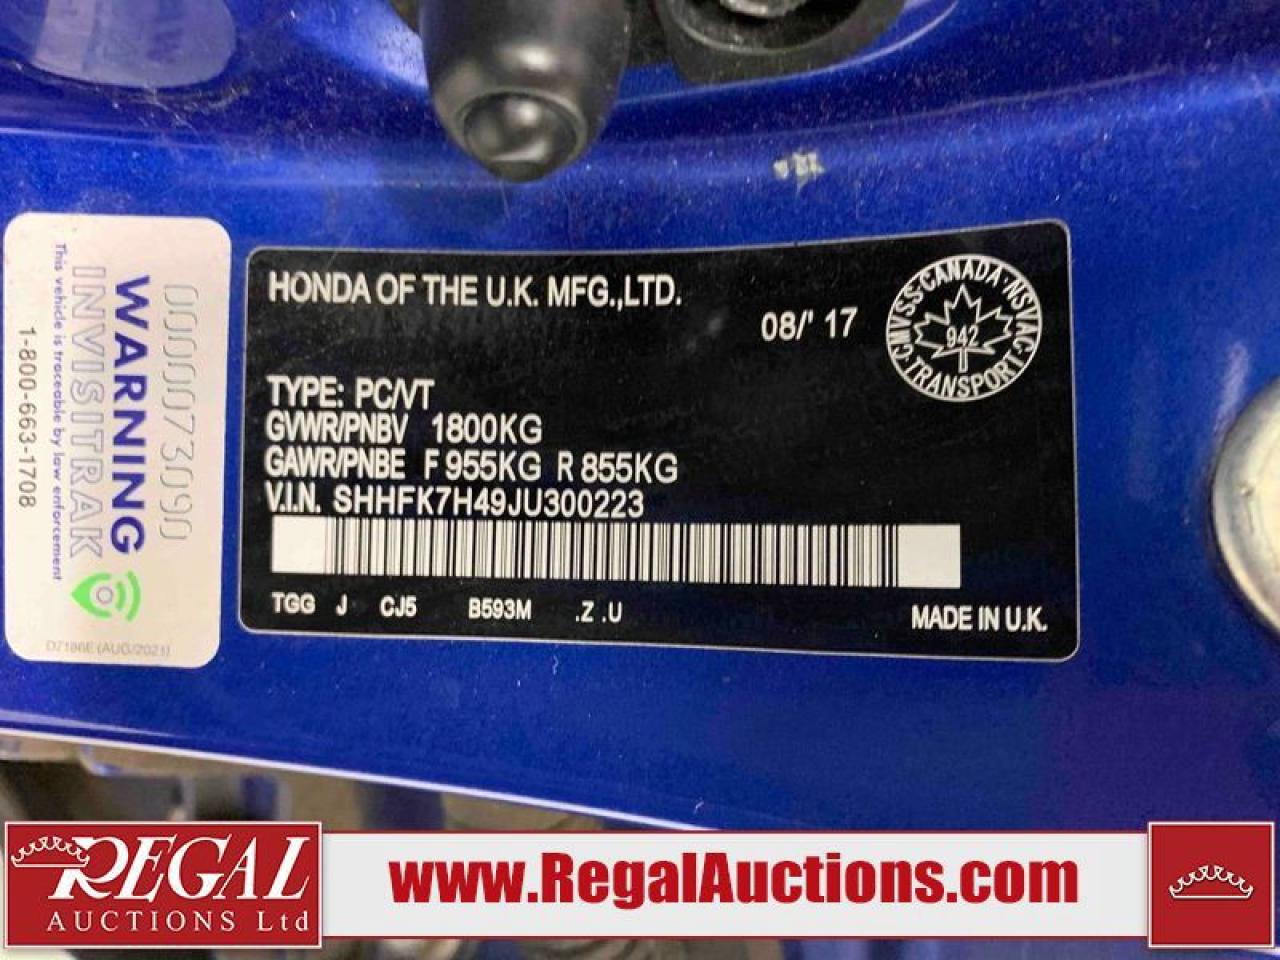 HONDA OF THE U.K. MFG.,LTD.
08/' 17
CMVSS·CANADA·NSVAC·TRANSPORT·
942
TYPE: PC/VT
GVWR/PNBV 1800KG
GAWR/PNBE F 955KG R 855KG
V.I.N. SHHFK7H49JU300223
TGG J CJ5 B593M .Z .U
MADE IN U.K.
WARNING
INVISITRAK
This vehicle is traceable by law enforcement
1-800-663-1708
D7186E (AUG/2021)
REGAL
AUCTIONS Ltd
www.RegalAuctions.com